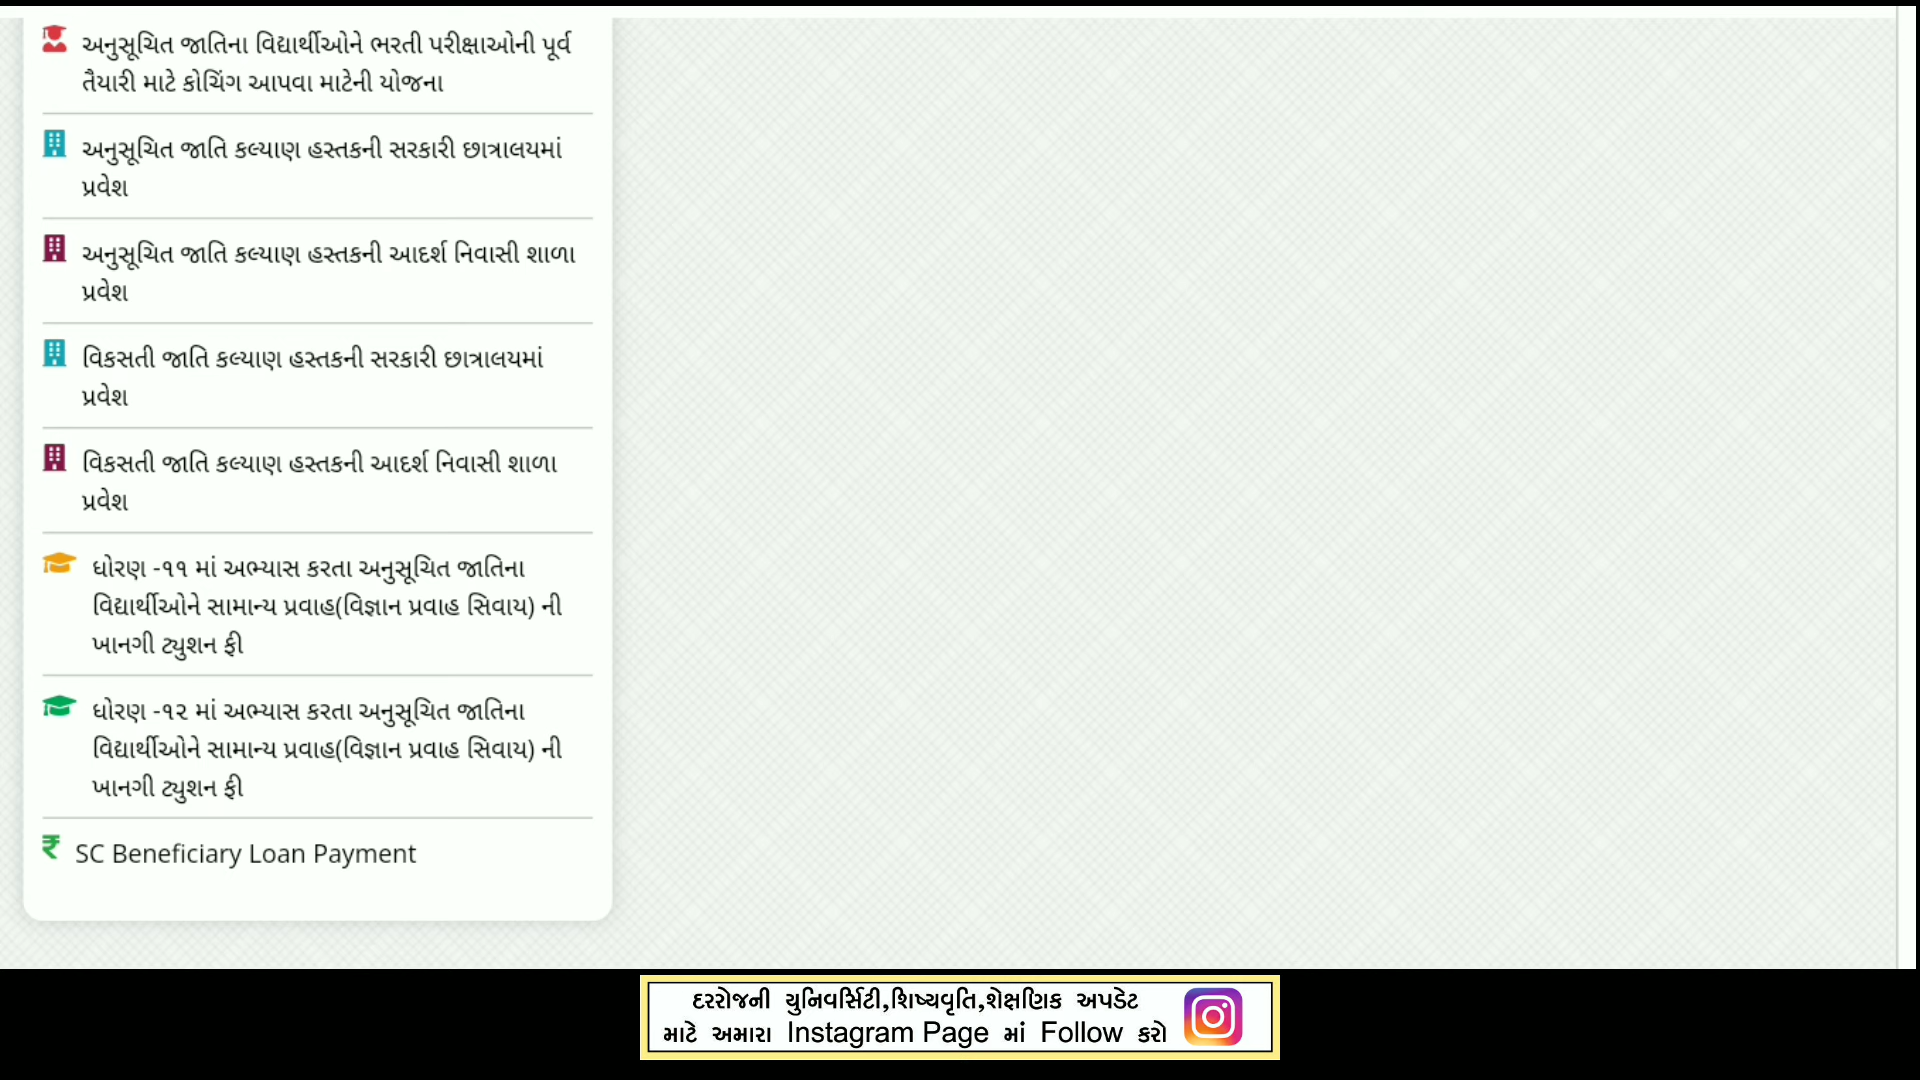 અનુસૂચિત જાતિના વિદ્યાર્થીઓને ભરતી પરીક્ષાઓની પૂર્વ
તૈયારી માટે કોચિંગ આપવા માટેની યોજના
અનુસૂચિત જાતિ કલ્યાણ હસ્તકની સરકારી છાત્રાલયમાં
પ્રવેશ
અનુસૂચિત જાતિ કલ્યાણ હસ્તકની આદર્શ નિવાસી શાળા
પ્રવેશ
વિકસતી જાતિ કલ્યાણ હસ્તકની સરકારી છાત્રાલયમાં
પ્રવેશ
વિકસતી જાતિ કલ્યાણ હસ્તકની આદર્શ નિવાસી શાળા
પ્રવેશ
ધોરણ -૧૧ માં અભ્યાસ કરતા અનુસૂચિત જાતિના
વિદ્યાર્થીઓને સામાન્ય પ્રવાહ(વિજ્ઞાન પ્રવાહ સિવાય) ની
ખાનગી ટ્યુશન ફી
ધોરણ -૧૨ માં અભ્યાસ કરતા અનુસૂચિત જાતિના
વિદ્યાર્થીઓને સામાન્ય પ્રવાહ(વિજ્ઞાન પ્રવાહ સિવાય) ની
ખાનગી ટ્યુશન ફી
₹ SC Beneficiary Loan Payment
દરરોજની યુનિવર્સિટી,શિષ્યવૃતિ,શેક્ષણિક અપડેટ
માટે અમારા Instagram Page માં Follow કરો